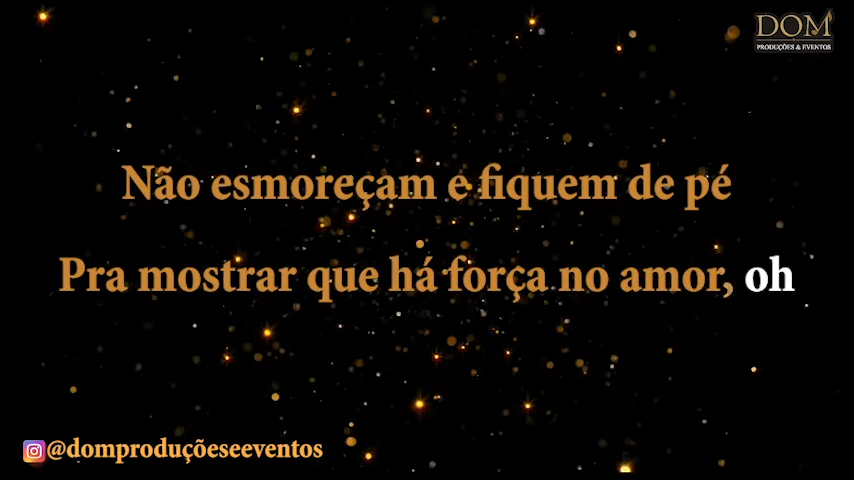 DOM
PRODUÇÕES & EVENTOS
Não esmoreçam e fiquem de pé
Pra mostrar que há força no amor, oh
@domproduçõeseeventos